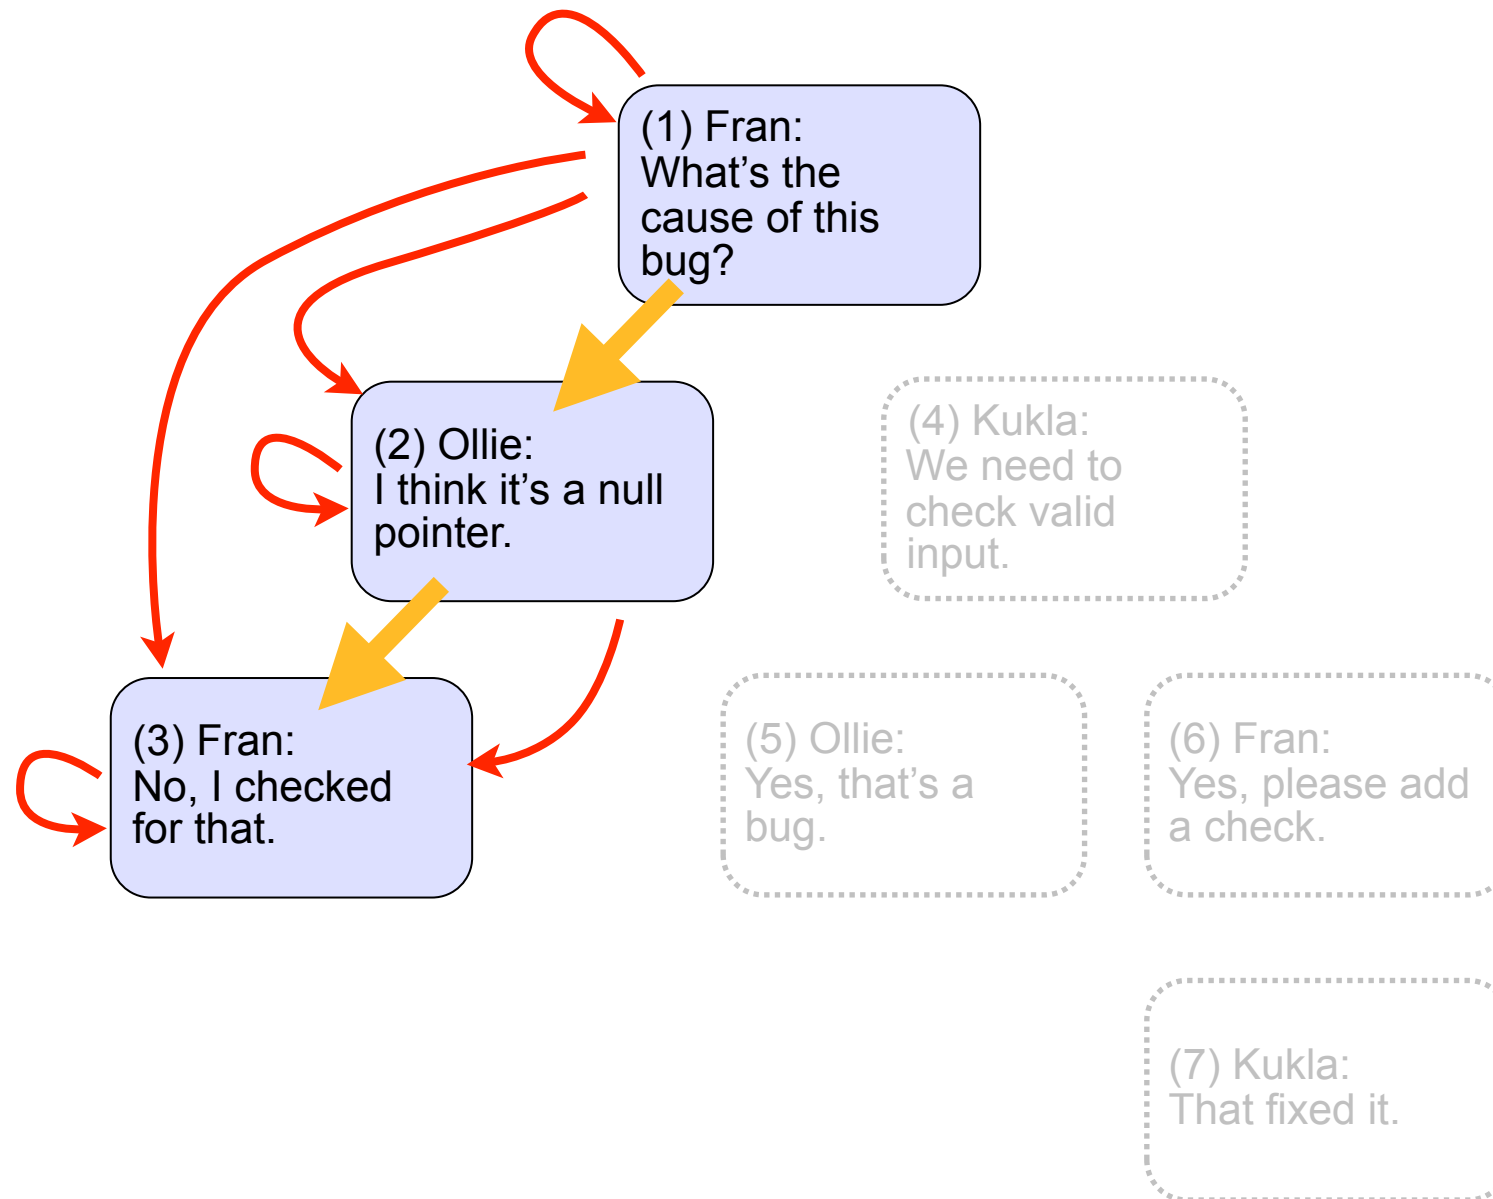 (1) Fran:
What’s the
cause of this
bug?
(2) Ollie:
I think it’s a null
pointer.
(4) Kukla:
We need to
check valid
input.
(3) Fran:
No, I checked
for that.
(5) Ollie:
Yes, that’s a
bug.
(6) Fran:
Yes, please add
a check.
(7) Kukla:
That fixed it.